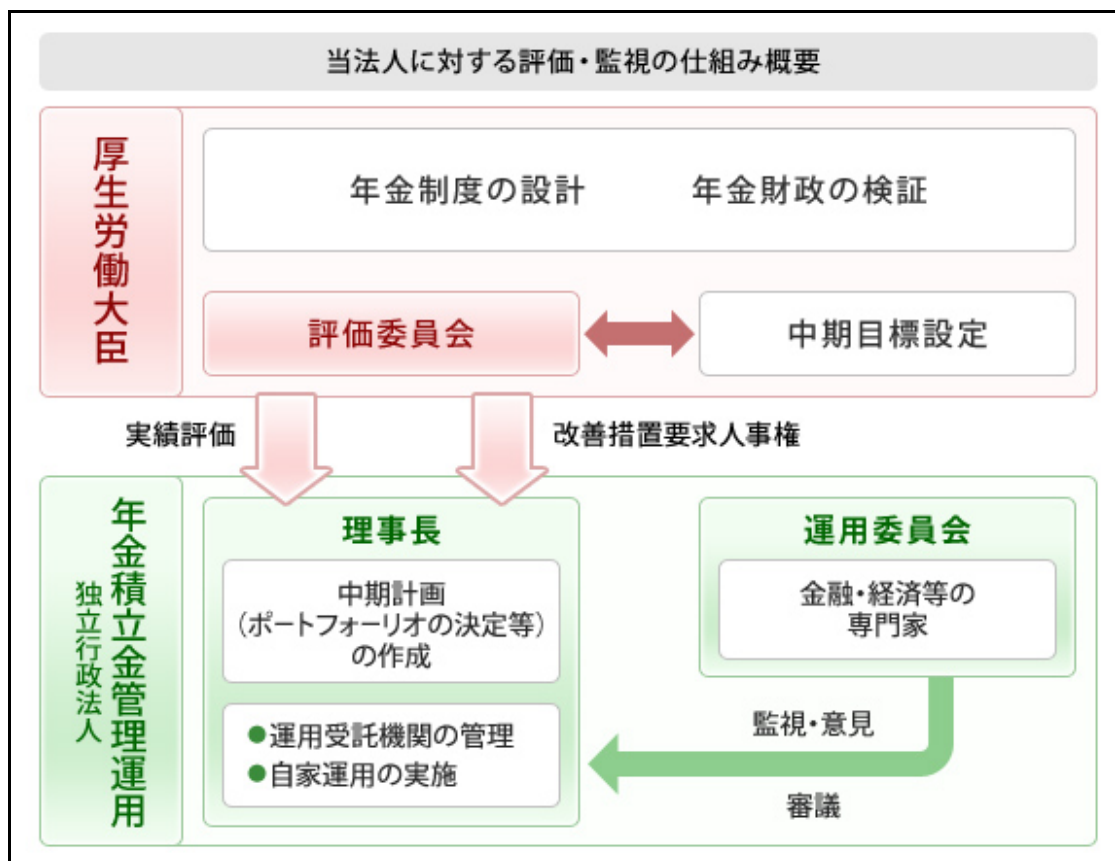 当法人に対する評価・監視の仕組み概要
厚生労働大臣
年金制度の設計
年金財政の検証
評価委員会
中期目標設定
実績評価
改善措置要求人事権
年金積立金管理運用
独立行政法人
理事長
中期計画
（ポートフォーリオの決定等）
の作成
●運用受託機関の管理
●自家運用の実施
運用委員会
金融・経済等の
専門家
監視・意見
審議